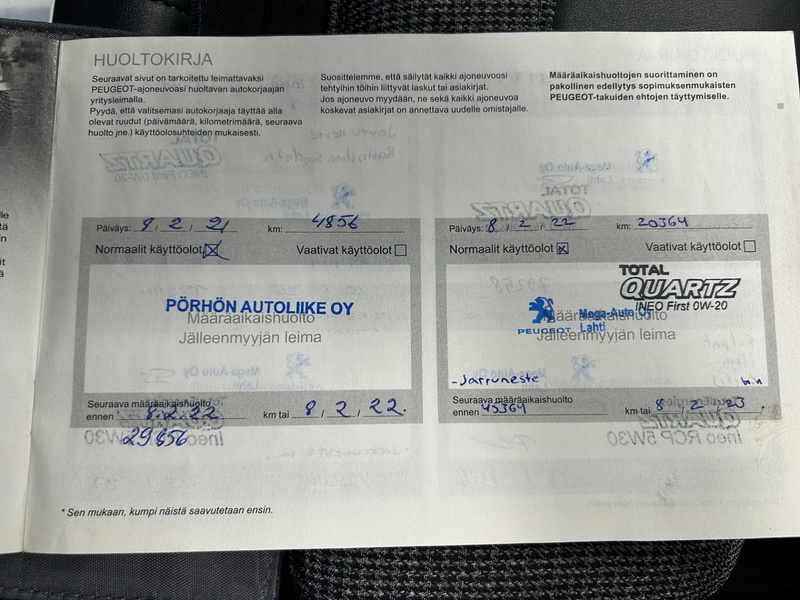 HUOLTOKIRJA
Seuraavat sivut on tarkoitettu leimattavaksi
PEUGEOT-ajoneuvoasi huoltavan autokorjaajan
yritysleimalla.
Pyydä, että valitsemasi autokorjaaja täyttää alla
olevat ruudut (päivämäärä, kilometrimäärä, seuraava
huolto jne.) käyttöolosuhteiden mukaisesti.
Suosittelemme, että säilytät kaikki ajoneuvoosi
tehtyihin töihin liittyvät laskut tai asiakirjat.
Jos ajoneuvo myydään, ne sekä kaikki ajoneuvoa
koskevat asiakirjat on annettava uudelle omistajalle.
Määräaikaishuoltojen suorittaminen on
pakollinen edellytys sopimuksenmukaisten
PEUGEOT-takuiden ehtojen täyttymiselle.
Päiväys: 8 / 2 / 21 km: 4856
Normaalit käyttöolot Vaativat käyttöolot
PÖRHÖN AUTOLIIKE OY
Määräaikaishuolto
Jälleenmyyjän leima
Seuraava määräaikaishuolto
ennen 8.2.22 km tai 8 / 2 / 22.
29856
Päiväys: 8 / 2 / 22 km: 20364
Normaalit käyttöolot Vaativat käyttöolot
TOTAL
QUARTZ
INEO First 0W-20
PEUGEOT
Mega-Auto Oy
Lahti
Määräaikaishuolto
Jälleenmyyjän leima
-Jarruneste
Seuraava määräaikaishuolto
ennen 45364 km tai 8 2 23 *
* Sen mukaan, kumpi näistä saavutetaan ensin.